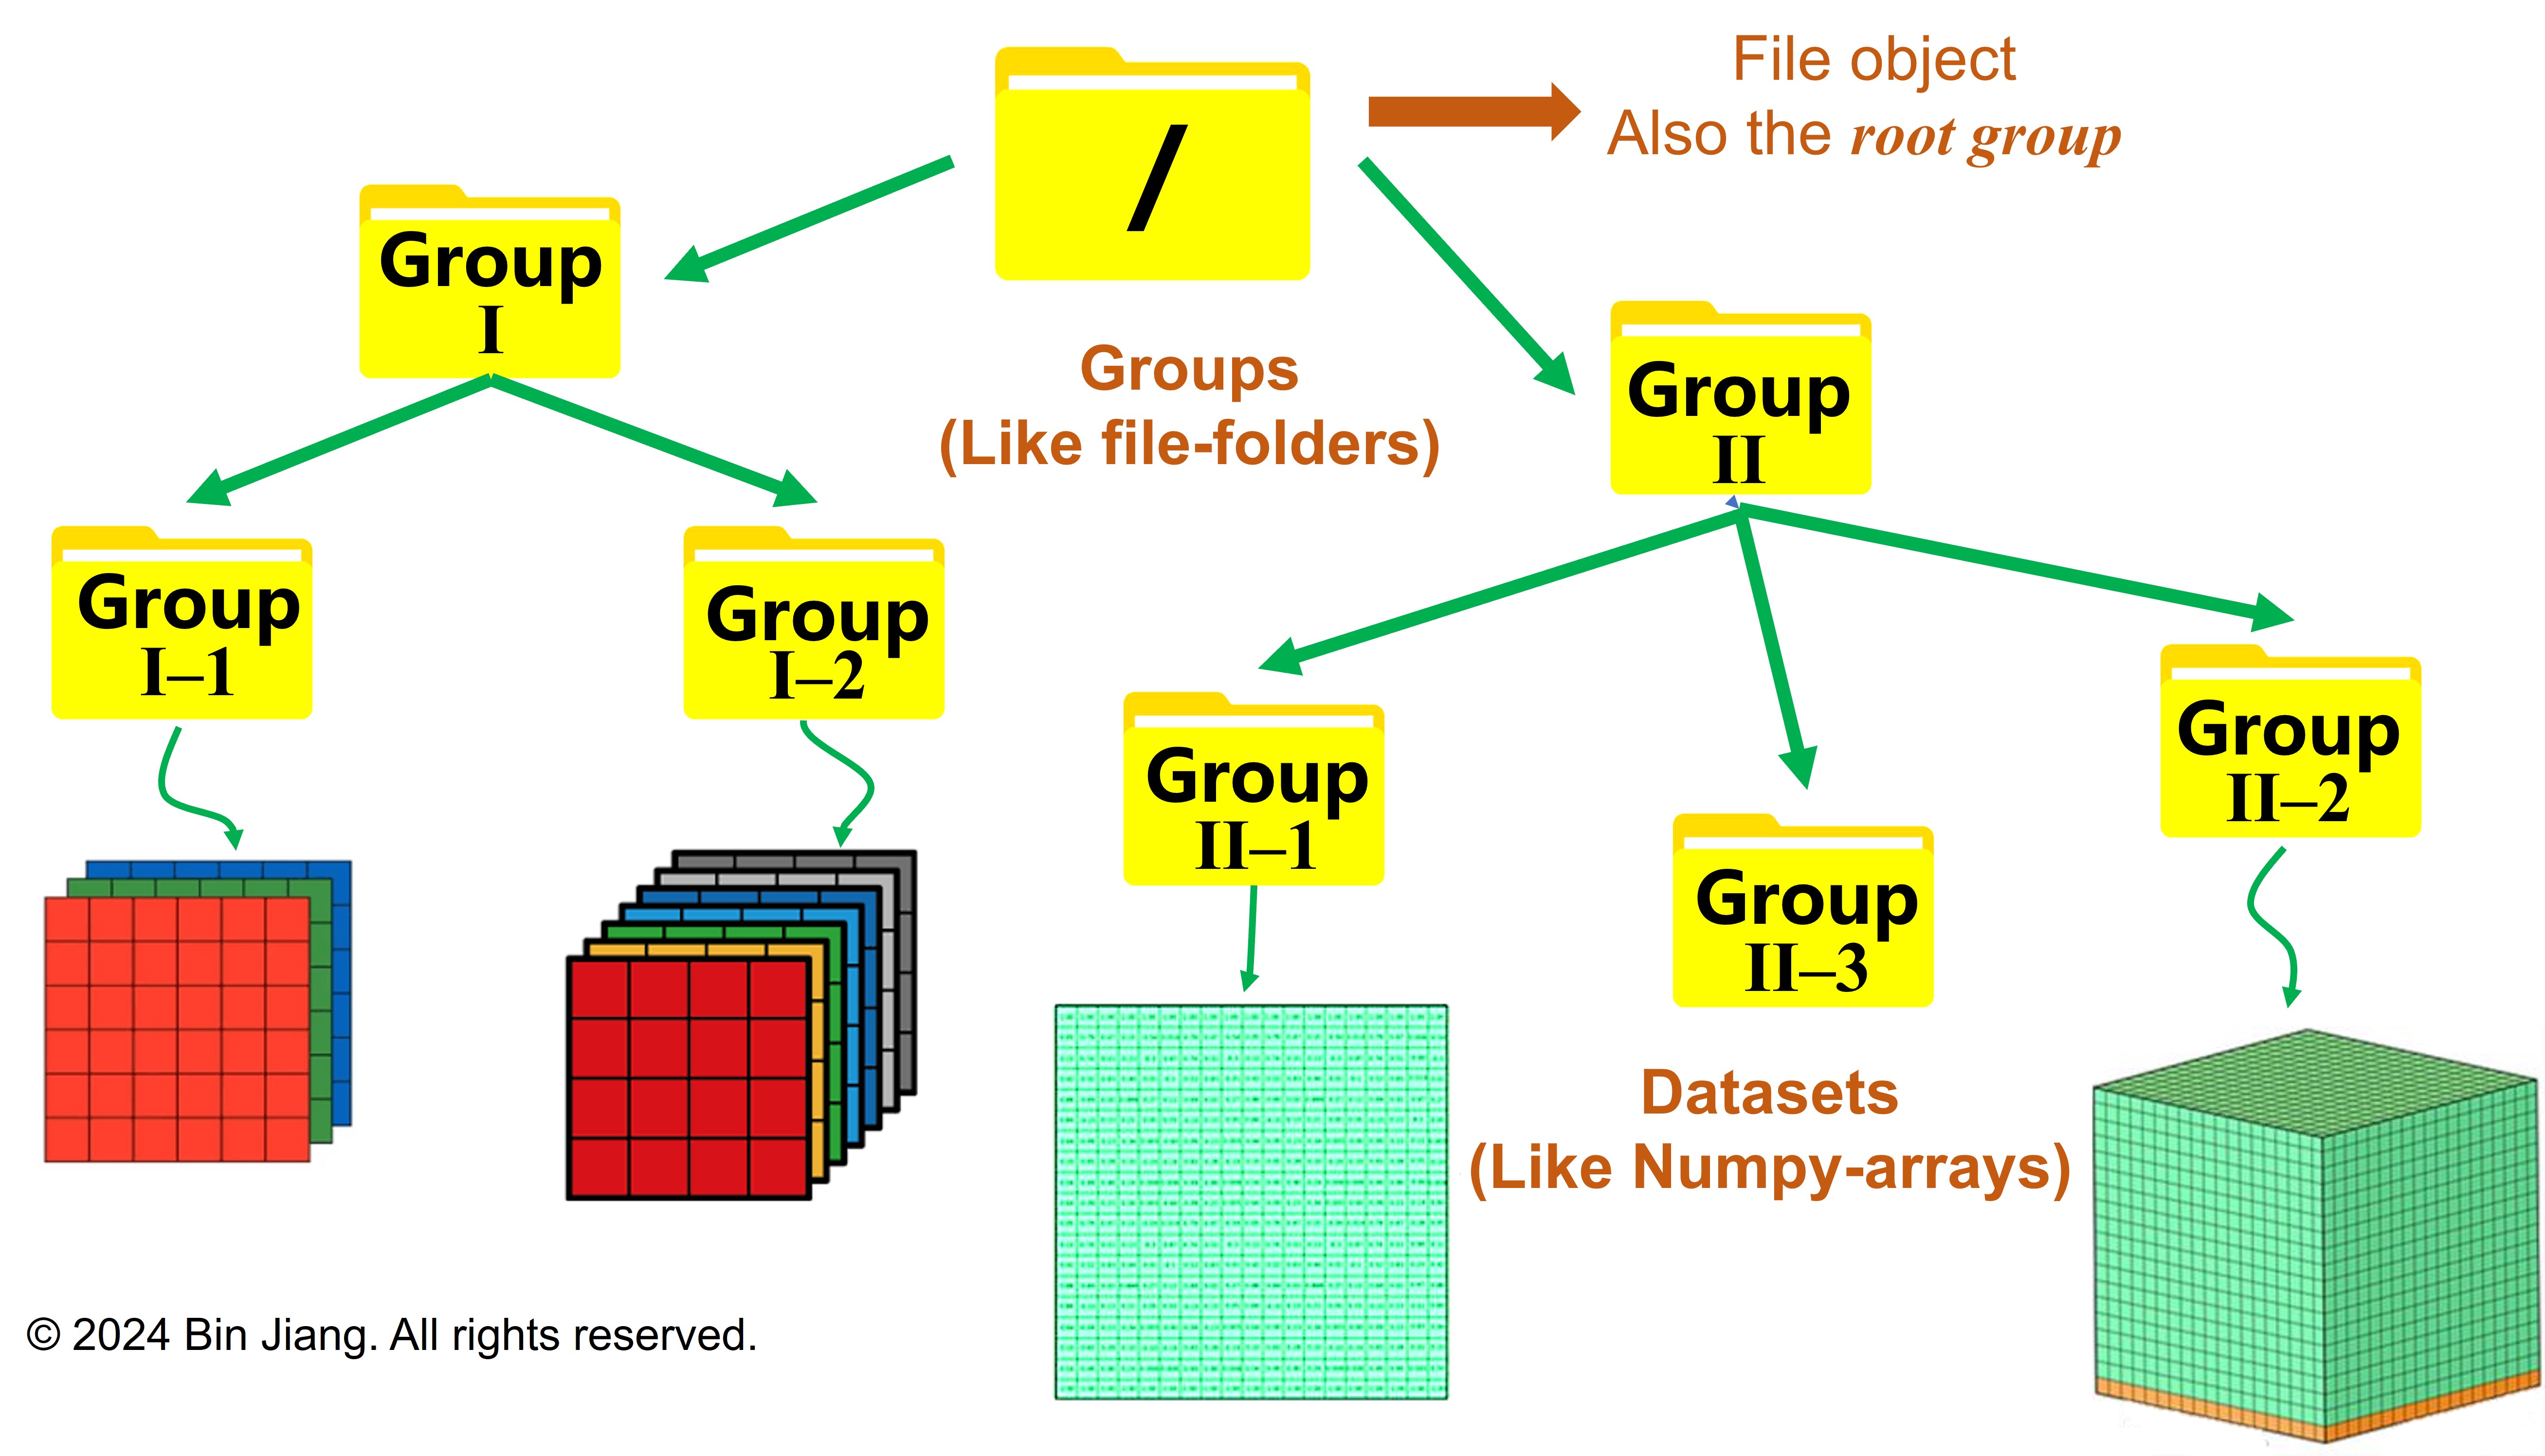 /
File object
Also the root group
Group
I
Groups
(Like file-folders)
Group
II
Group
I–1
Group
I–2
Group
II–1
Group
II–3
Group
II–2
Datasets
(Like Numpy-arrays)
© 2024 Bin Jiang. All rights reserved.